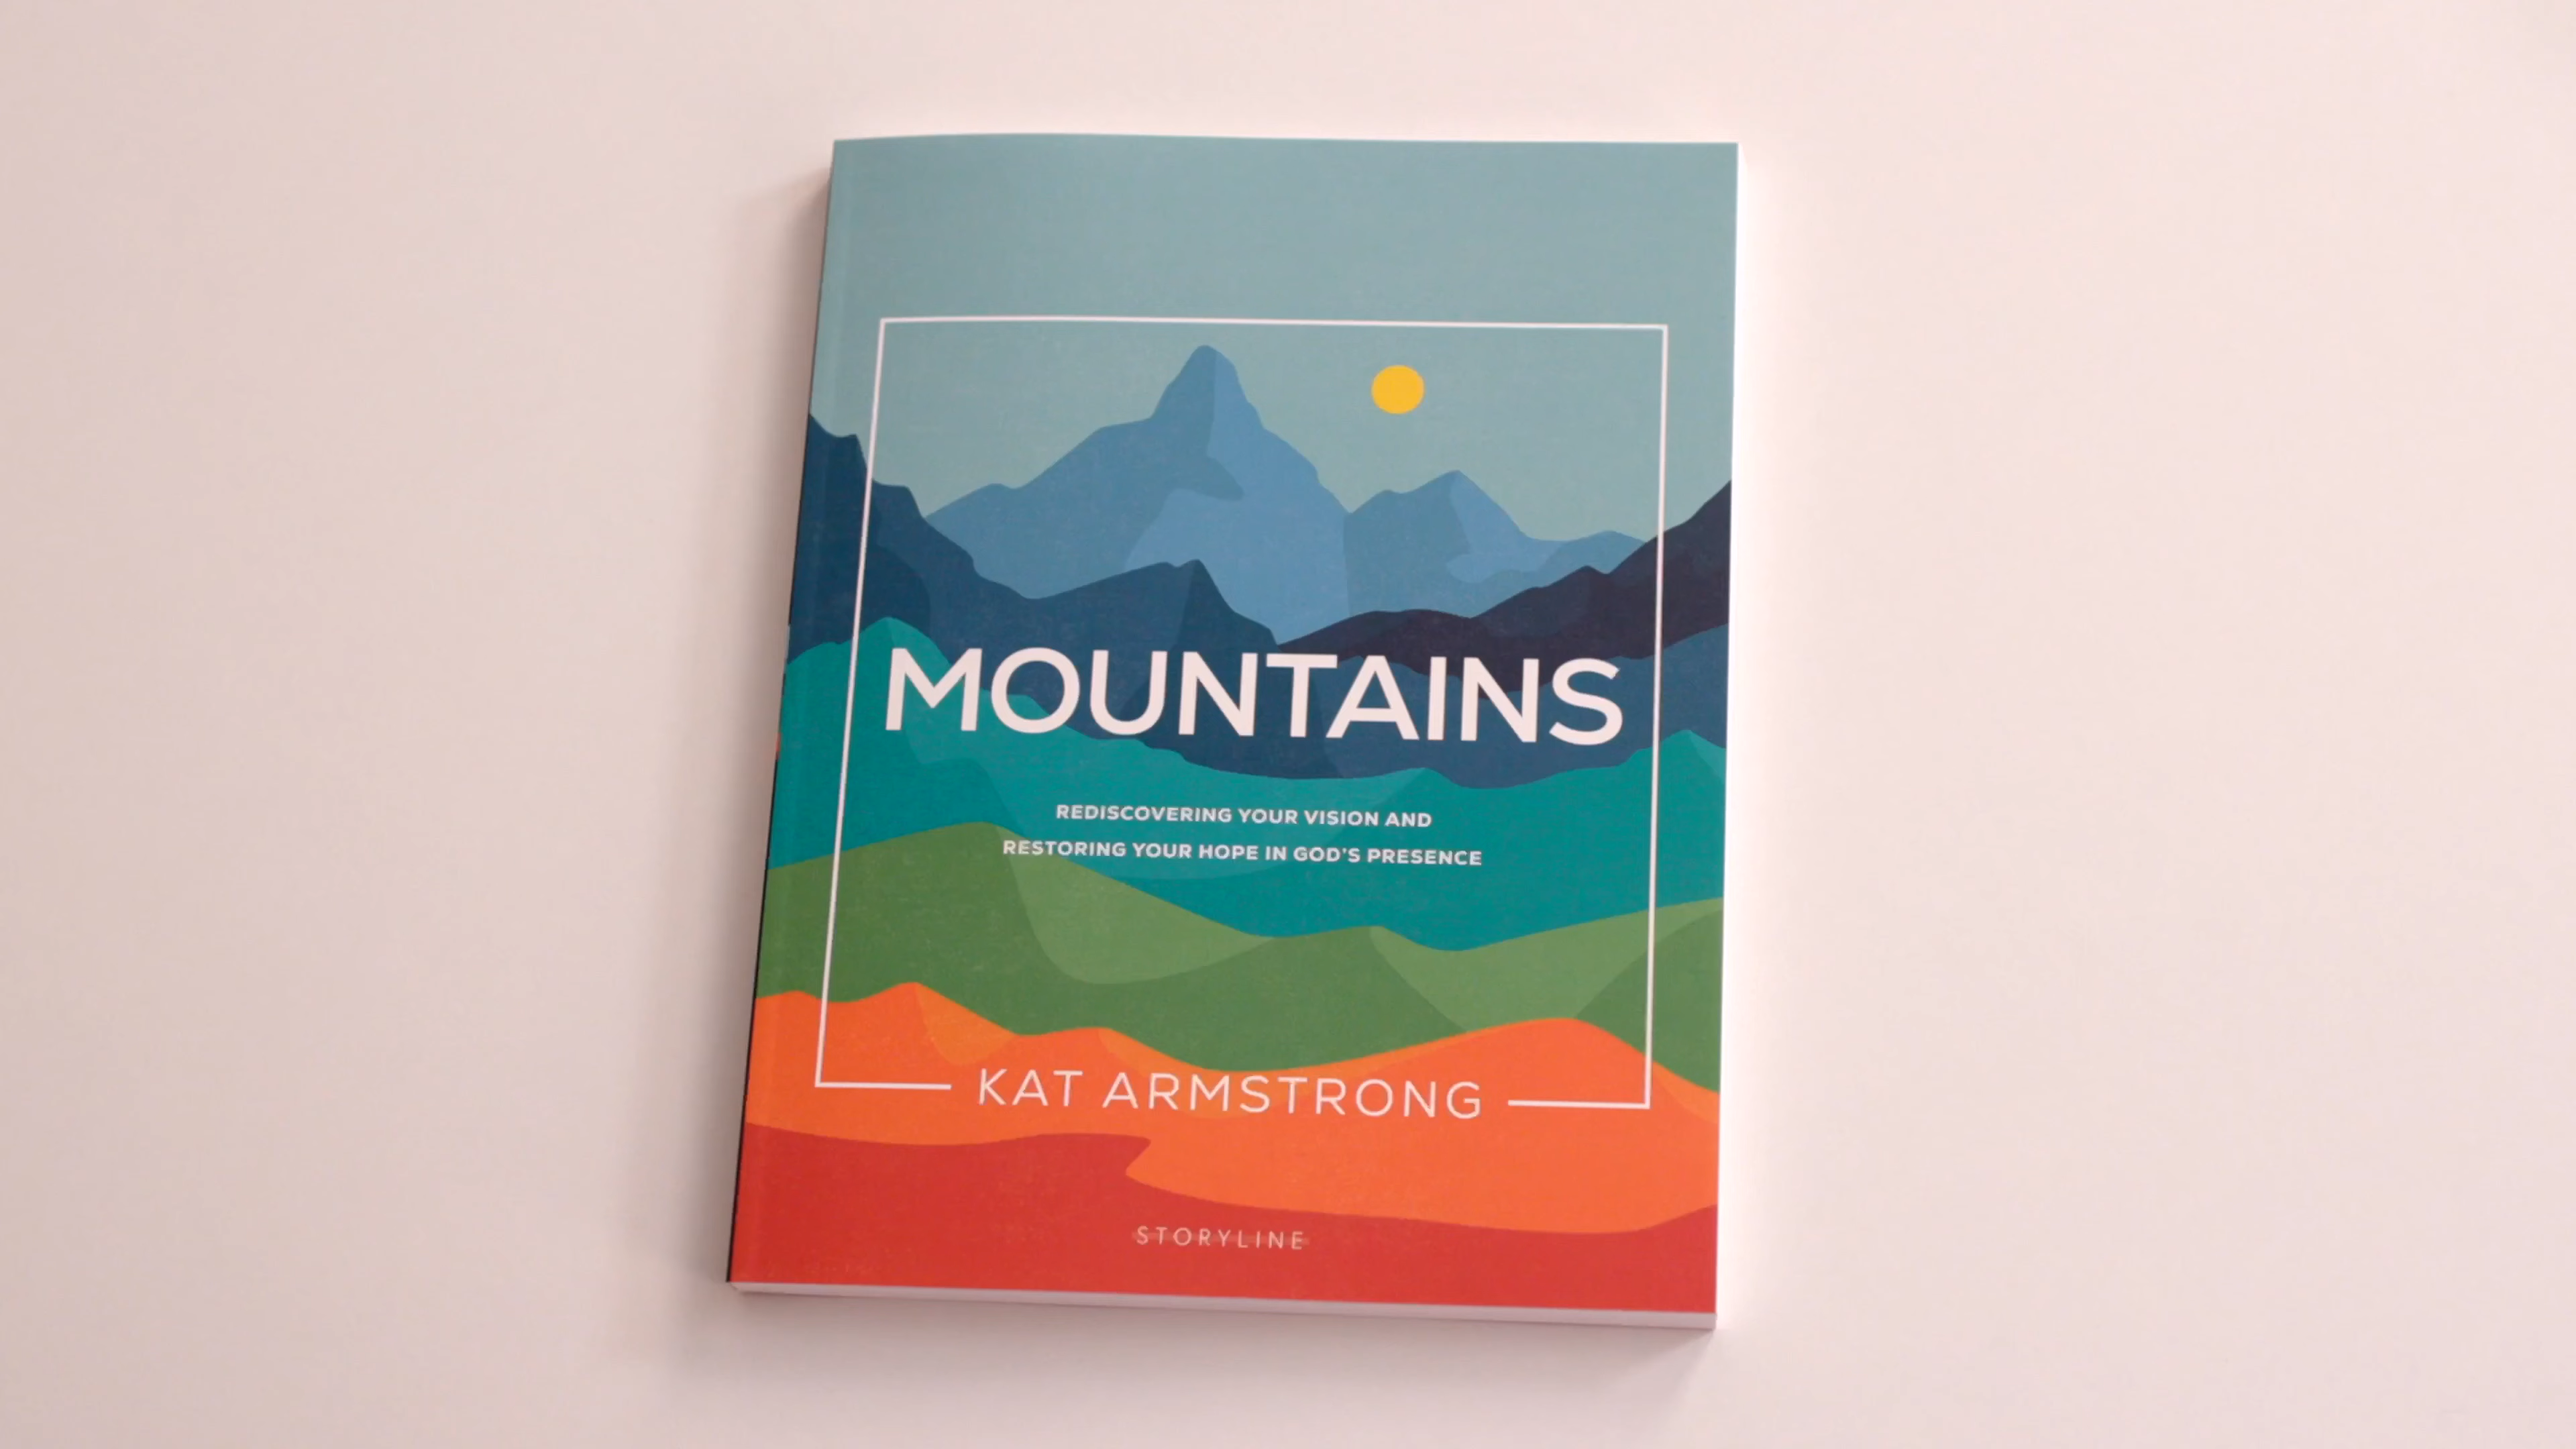 MOUNTAINS
REDISCOVERING YOUR VISION AND
RESTORING YOUR HOPE IN GOD'S PRESENCE
KAT ARMSTRONG
STORYLINE